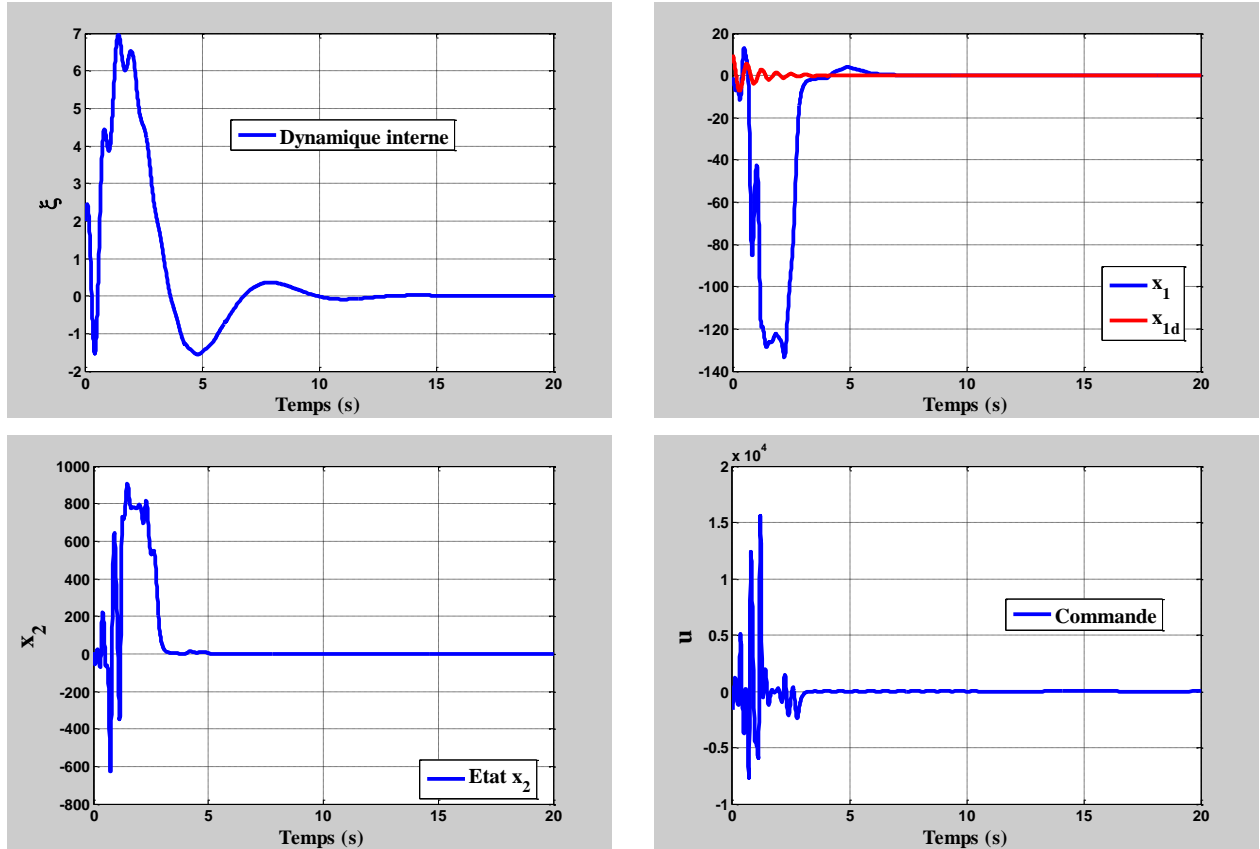 7
6
5
4
3
2
1
0
-1
-2
ξ
Dynamique interne
0 5 10 15 20
Temps (s)
20
0
-20
-40
-60
-80
-100
-120
-140
x1
x1d
0 5 10 15 20
Temps (s)
1000
800
600
400
200
0
-200
-400
-600
-800
x2
Etat x2
0 5 10 15 20
Temps (s)
x 10^4
2
1.5
1
0.5
0
-0.5
-1
u
Commande
0 5 10 15 20
Temps (s)